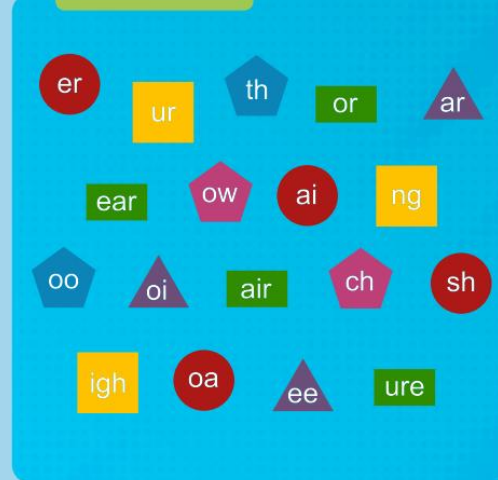 er ur th or ar
ear ow ai ng
oo oi air ch sh
igh oa ee ure